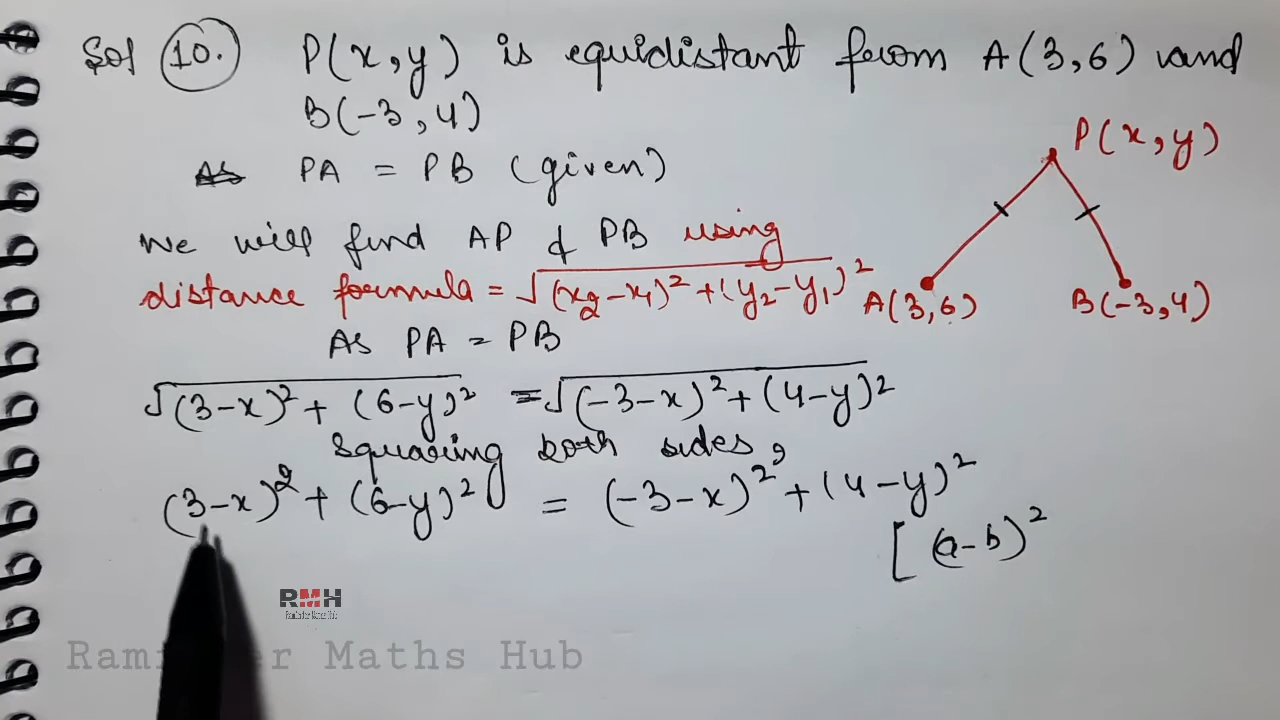 Sol 10. P(x,y) is equidistant from A(3,6) and
B(-3,4)
As PA = PB (given)
P(x,y)
We will find AP & PB using
distance formula = √(x₂-x₁)²+(y₂-y₁)²
A(3,6)
B(-3,4)
As PA = PB
√(3-x)²+(6-y)² = √(-3-x)²+(4-y)²
Squaring both sides,
(3-x)²+(6-y)² = (-3-x)²+(4-y)²
[(a-b)²
RMH
Maths Hub